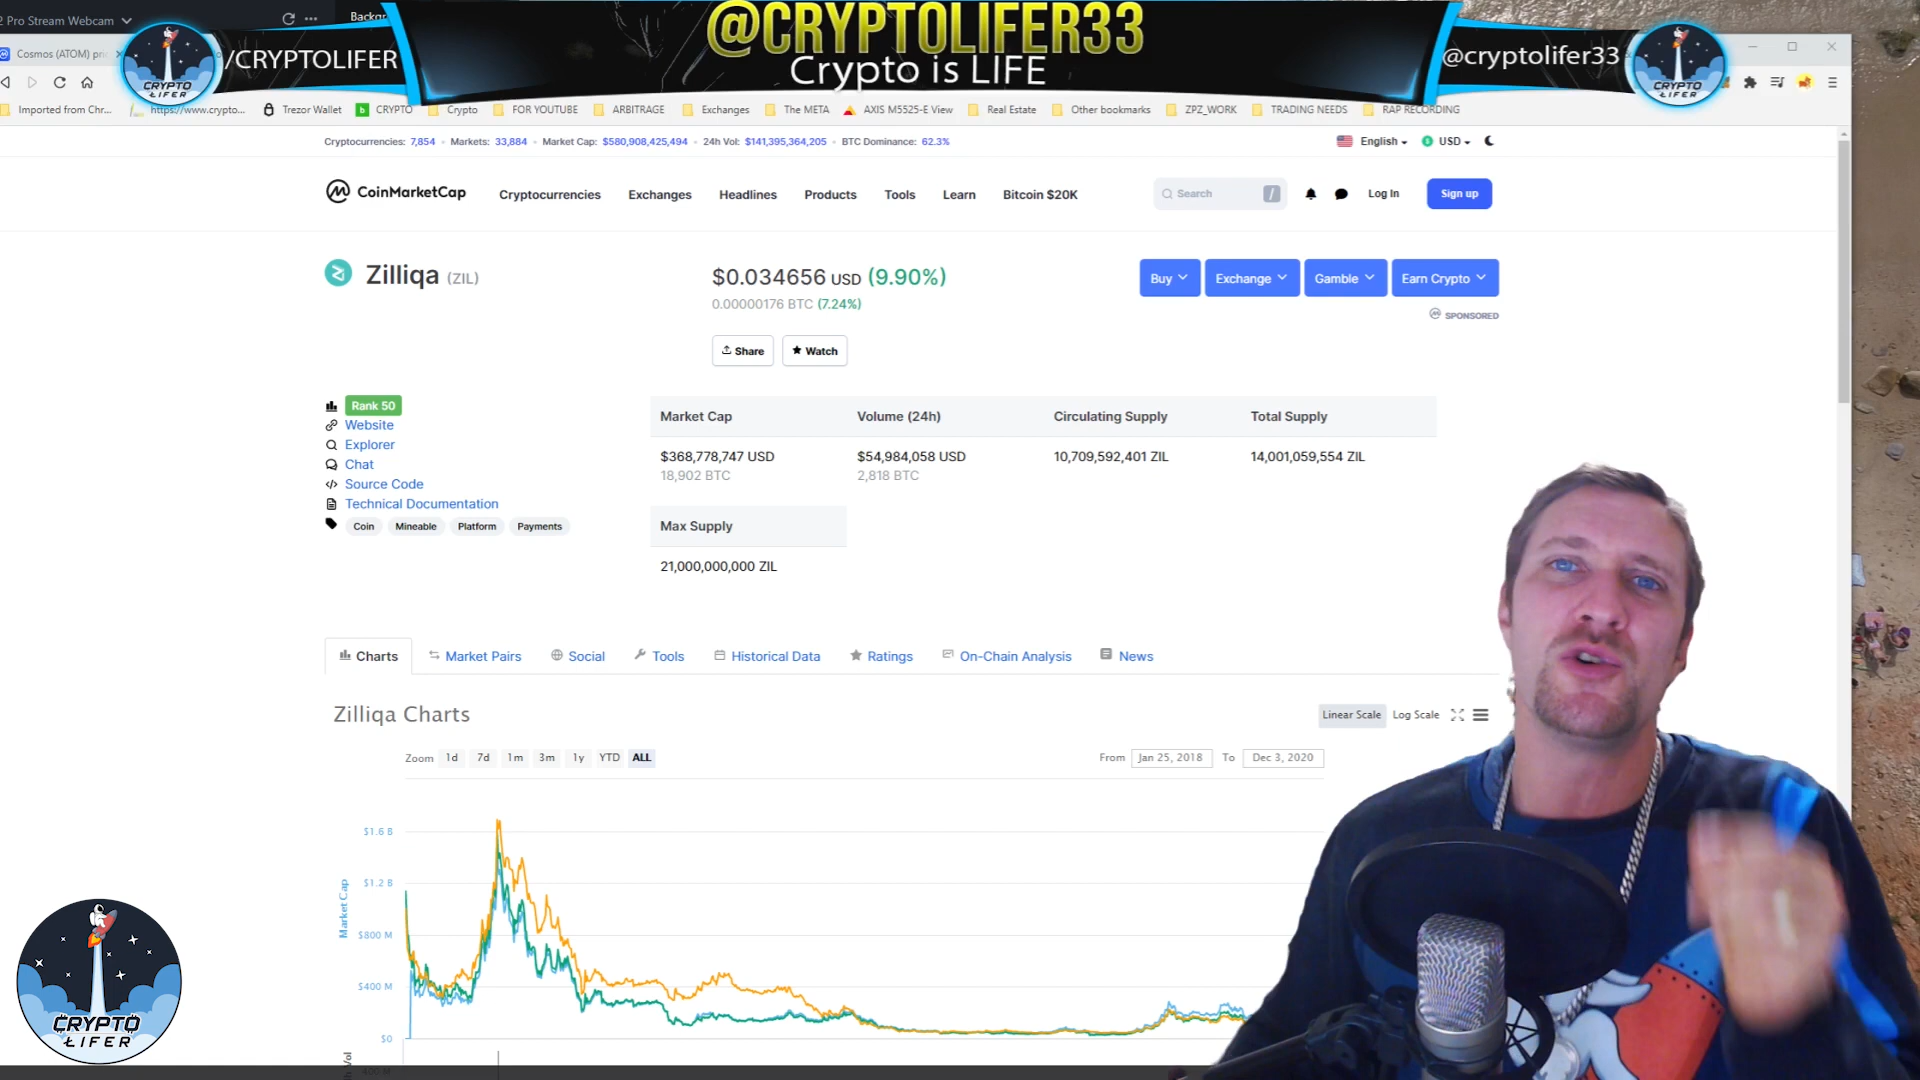 2 Pro Stream Webcam
Backgr
@CRYPTOLIFER33
Crypto is LIFE
/CRYPTOLIFER
@cryptolifer33
CRYPTO
LIFER
CRYPTO
LIFER
Cosmos (ATOM) pri
Imported from Chr...
https://www.crypto...
Trezor Wallet
CRYPTO
Crypto
FOR YOUTUBE
ARBITRAGE
Exchanges
The META
AXIS M5525-E View
Real Estate
Other bookmarks
ZPZ_WORK
TRADING NEEDS
RAP RECORDING
Cryptocurrencies: 7,854 • Markets: 33,884 • Market Cap: $580,908,425,494 • 24h Vol: $141,395,364,205 • BTC Dominance: 62.3%
English
USD
CoinMarketCap
Cryptocurrencies
Exchanges
Headlines
Products
Tools
Learn
Bitcoin $20K
Search
/
Log In
Sign up
Zilliqa (ZIL)
$0.034656 USD (9.90%)
0.00000176 BTC (7.24%)
Buy
Exchange
Gamble
Earn Crypto
SPONSORED
Share
Watch
Rank 50
Website
Explorer
Chat
Source Code
Technical Documentation
Coin
Mineable
Platform
Payments
Market Cap
Volume (24h)
Circulating Supply
Total Supply
$368,778,747 USD
$54,984,058 USD
10,709,592,401 ZIL
14,001,059,554 ZIL
18,902 BTC
2,818 BTC
Max Supply
21,000,000,000 ZIL
Charts
Market Pairs
Social
Tools
Historical Data
Ratings
On-Chain Analysis
News
Zilliqa Charts
Linear Scale
Log Scale
Zoom
1d
7d
1m
3m
1y
YTD
ALL
From
Jan 25, 2018
To
Dec 3, 2020
$1.6 B
$1.2 B
$800 M
$400 M
$0
Market Cap
Vol
400 M
CRYPTO
LIFER